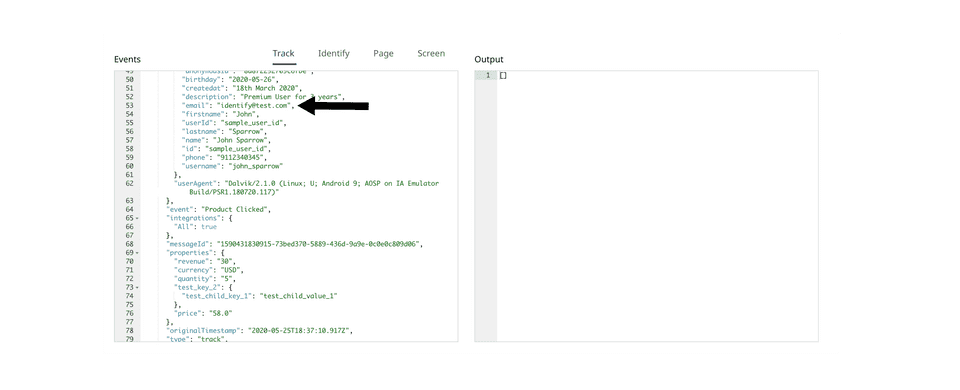 Events
Track Identify Page Screen
Output
50 "birthday": "2020-05-26",
51 "createdat": "18th March 2020",
52 "description": "Premium User for years",
53 "email": "identify@test.com",
54 "firstname": "John",
55 "userId": "sample_user_id",
56 "lastname": "Sparrow",
57 "name": "John Sparrow",
58 "id": "sample_user_id",
59 "phone": "9112340345",
60 "username": "john_sparrow"
61 },
62 "userAgent": "Dalvik/2.1.0 (Linux; U; Android 9; AOSP on IA Emulator
Build/PSR1.180720.117)"
63 },
64 "event": "Product Clicked",
65 "integrations": {
66 "All": true
67 },
68 "messageId": "1590431830915-73bed370-5889-436d-9a9e-0c0e0c809d06",
69 "properties": {
70 "revenue": "30",
71 "currency": "USD",
72 "quantity": "5",
73 "test_key_2": {
74 "test_child_key_1": "test_child_value_1"
75 },
76 "price": "58.0"
77 },
78 "originalTimestamp": "2020-05-25T18:37:10.917Z",
79 "type": "track",
1 []